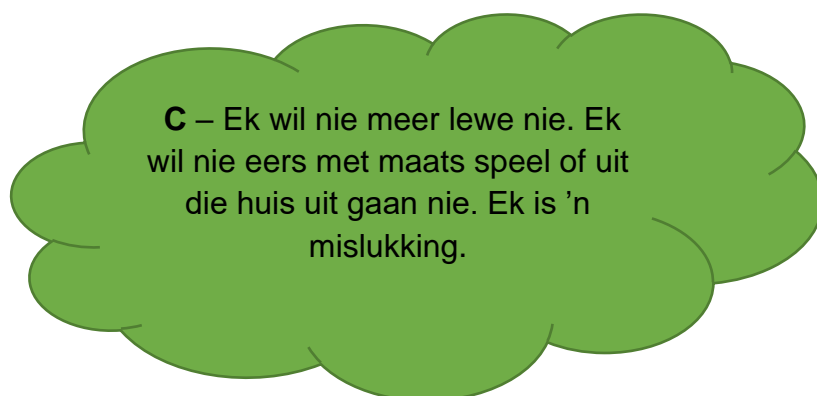 C – Ek wil nie meer lewe nie. Ek
wil nie eers met maats speel of uit
die huis uit gaan nie. Ek is ’n
mislukking.